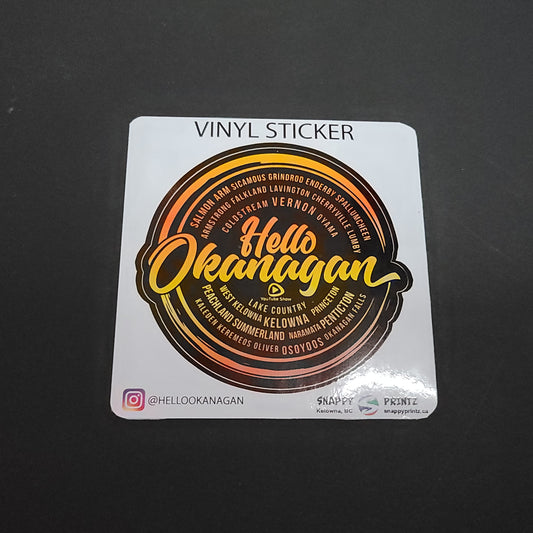 VINYL STICKER
SALMON ARM SICAMOUS GRINDROD ENDERBY SPALLUMCHEEN
ARMSTRONG FALKLAND LAVINGTON CHERRYVILLE LUMBY
COLDSTREAM VERNON OYAMA
Hello
Okanagan
YouTube Show
LAKE COUNTRY
WEST KELOWNA KELOWNA PRINCETON
PEACHLAND SUMMERLAND NARAMATA PENTICTON
KALEDEN KEREMEOS OLIVER OSOYOOS OKANAGAN FALLS
@HELLOOKANAGAN
SNAPPY PRINTZ
Kelowna, BC snappyprintz.ca